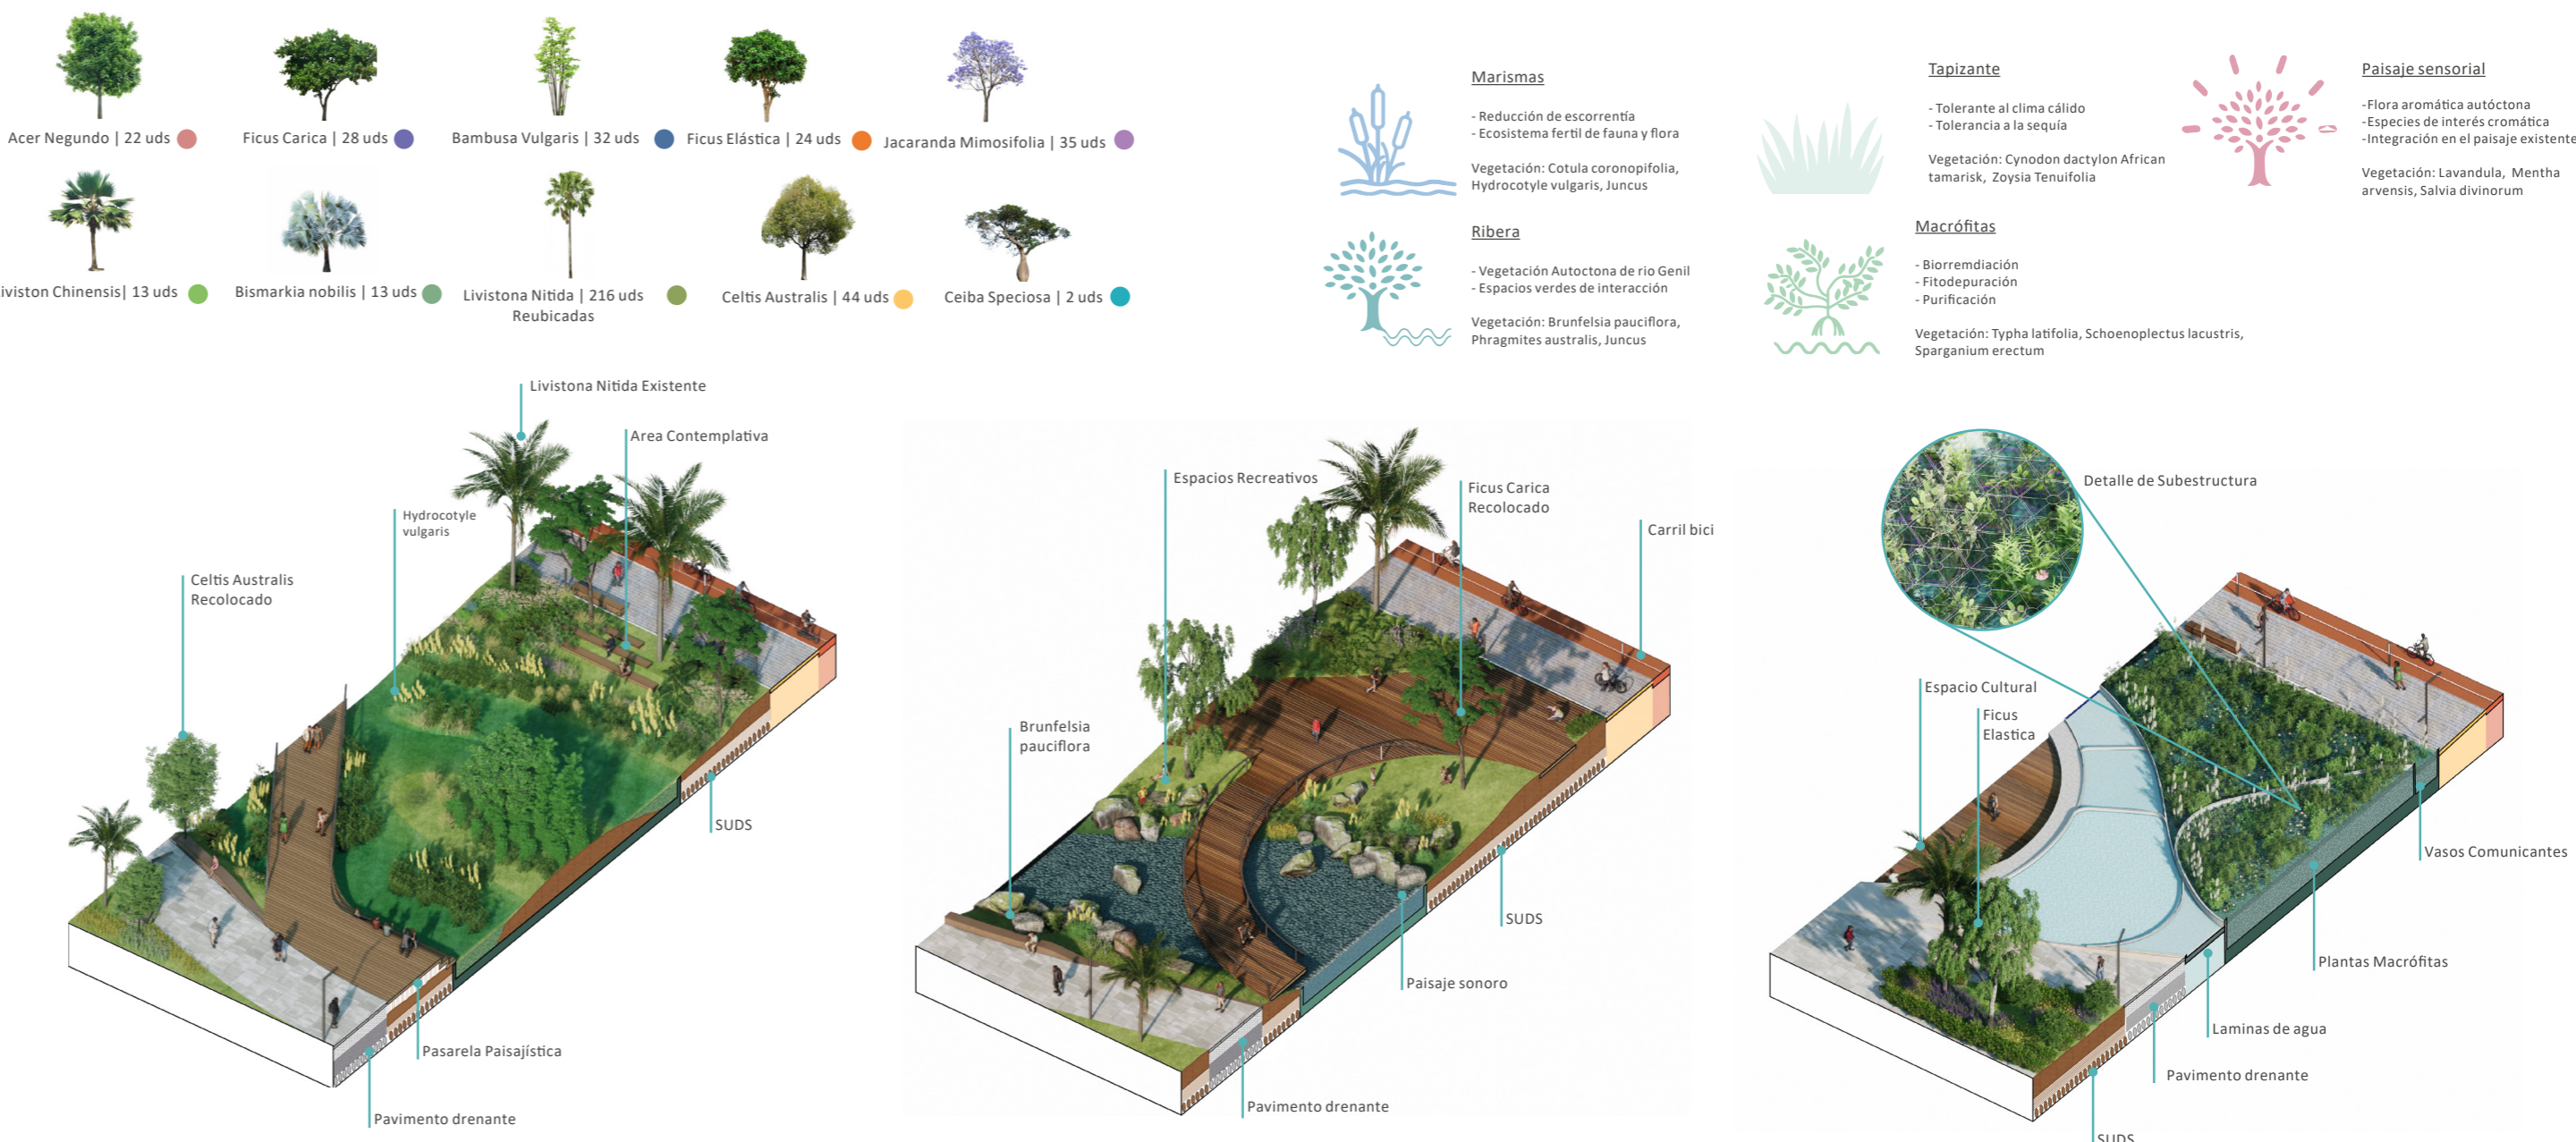 Acer Negundo | 22 uds
Ficus Carica | 28 uds
Bambusa Vulgaris | 32 uds
Ficus Elástica | 24 uds
Jacaranda Mimosifolia | 35 uds
iviston Chinensis| 13 uds
Bismarkia nobilis | 13 uds
Livistona Nitida | 216 uds
Reubicadas
Celtis Australis | 44 uds
Ceiba Speciosa | 2 uds
Marismas
- Reducción de escorrentía
- Ecosistema fertil de fauna y flora
Vegetación: Cotula coronopifolia,
Hydrocotyle vulgaris, Juncus
Ribera
- Vegetación Autoctona de rio Genil
- Espacios verdes de interacción
Vegetación: Brunfelsia pauciflora,
Phragmites australis, Juncus
Tapizante
- Tolerante al clima cálido
- Tolerancia a la sequía
Vegetación: Cynodon dactylon African
tamarisk, Zoysia Tenuifolia
Macrófitas
- Biorremdiación
- Fitodepuración
- Purificación
Vegetación: Typha latifolia, Schoenoplectus lacustris,
Sparganium erectum
Paisaje sensorial
-Flora aromática autóctona
-Especies de interés cromática
-Integración en el paisaje existente
Vegetación: Lavandula, Mentha
arvensis, Salvia divinorum
Livistona Nitida Existente
Area Contemplativa
Hydrocotyle
vulgaris
Celtis Australis
Recolocado
SUDS
Pasarela Paisajística
Pavimento drenante
Espacios Recreativos
Ficus Carica
Recolocado
Carril bici
Brunfelsia
pauciflora
SUDS
Paisaje sonoro
Pavimento drenante
Detalle de Subestructura
Espacio Cultural
Ficus
Elastica
Vasos Comunicantes
Plantas Macrófitas
Laminas de agua
Pavimento drenante
SUDS